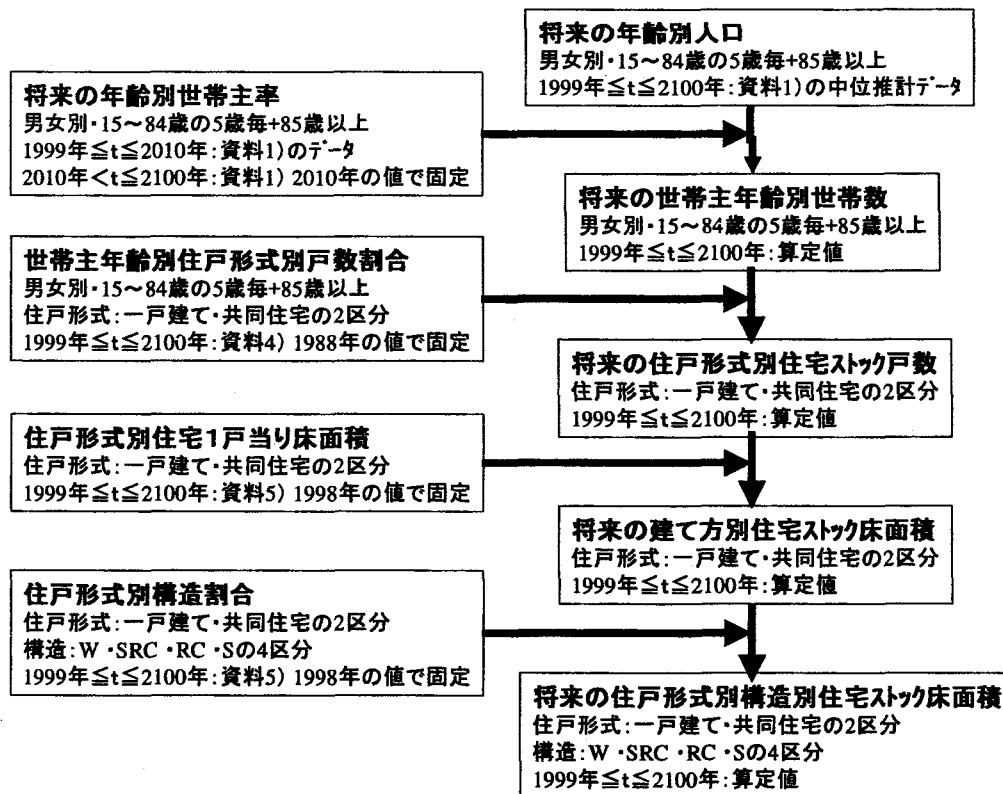 将来の年齢別人口
男女別・15～84歳の5歳毎+85歳以上
1999年≦t≦2100年:資料1)の中位推計データ
将来の年齢別世帯主率
男女別・15～84歳の5歳毎+85歳以上
1999年≦t≦2010年:資料1)のデータ
2010年<t≦2100年:資料1) 2010年の値で固定
将来の世帯主年齢別世帯数
男女別・15～84歳の5歳毎+85歳以上
1999年≦t≦2100年:算定値
世帯主年齢別住戸形式別戸数割合
男女別・15～84歳の5歳毎+85歳以上
住戸形式:一戸建て・共同住宅の2区分
1999年≦t≦2100年:資料4) 1988年の値で固定
将来の住戸形式別住宅ストック戸数
住戸形式:一戸建て・共同住宅の2区分
1999年≦t≦2100年:算定値
住戸形式別住宅1戸当り床面積
住戸形式:一戸建て・共同住宅の2区分
1999年≦t≦2100年:資料5) 1998年の値で固定
将来の建て方別住宅ストック床面積
住戸形式:一戸建て・共同住宅の2区分
1999年≦t≦2100年:算定値
住戸形式別構造割合
住戸形式:一戸建て・共同住宅の2区分
構造:W・SRC・RC・Sの4区分
1999年≦t≦2100年:資料5) 1998年の値で固定
将来の住戸形式別構造別住宅ストック床面積
住戸形式:一戸建て・共同住宅の2区分
構造:W・SRC・RC・Sの4区分
1999年≦t≦2100年:算定値